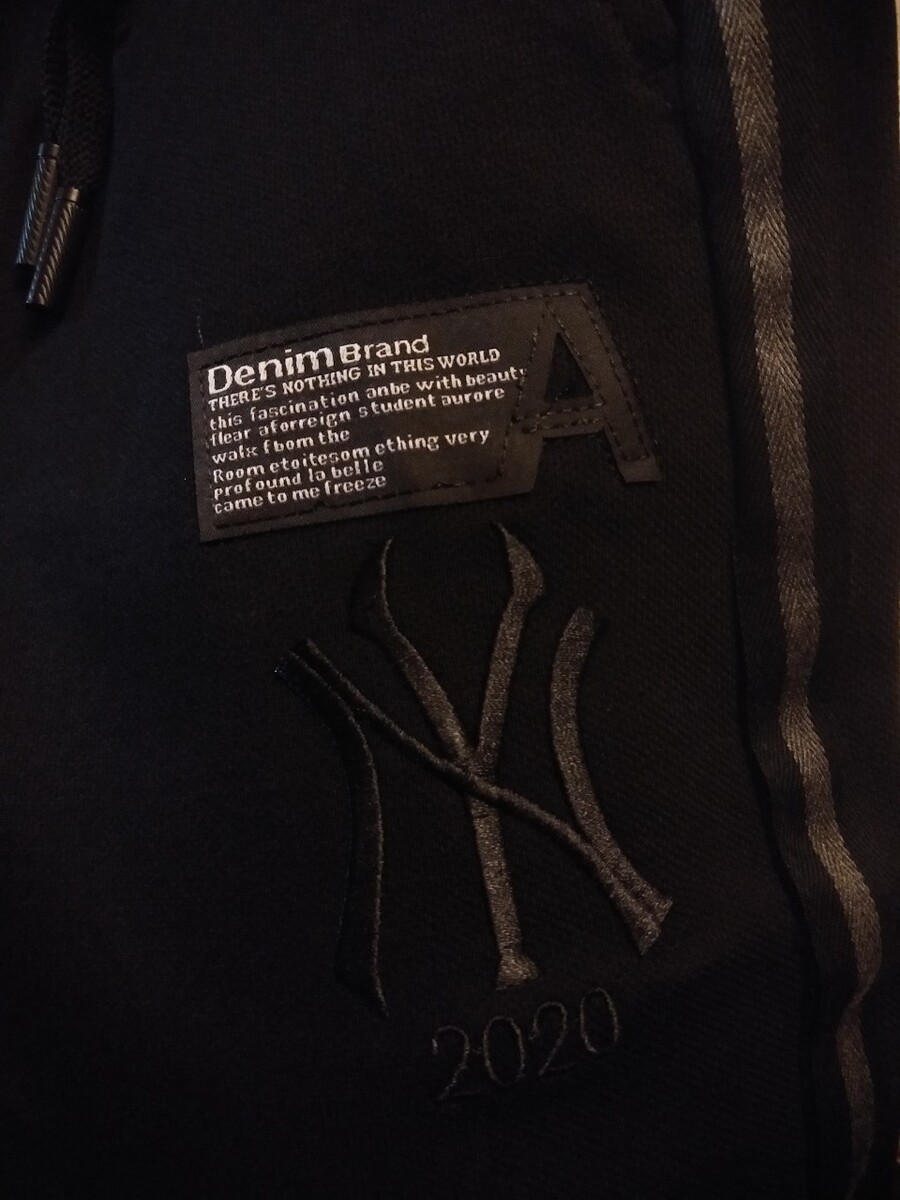 Denim Brand
THERE'S NOTHING IN THIS WORLD
this fascination anbe with beauty
flear aforreign student aurore
walx fbom the
Room etoitesom ething very
profound la belle
came to me freeze
A
NY
2020